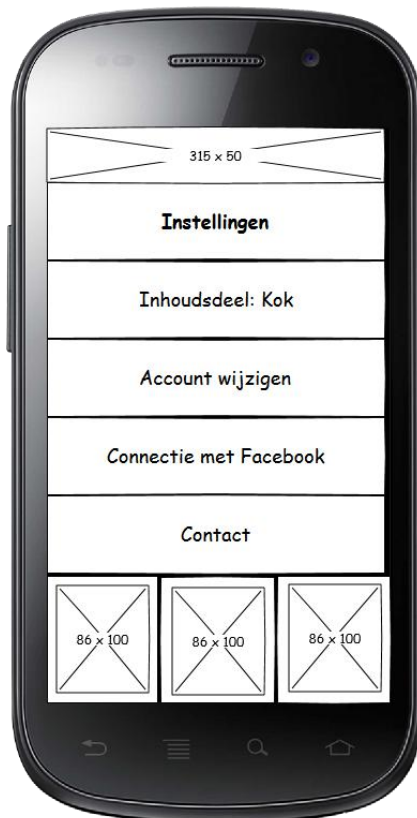 315 x 50
Instellingen
Inhoudsdeel: Kok
Account wijzigen
Connectie met Facebook
Contact
86 x 100
86 x 100
86 x 100